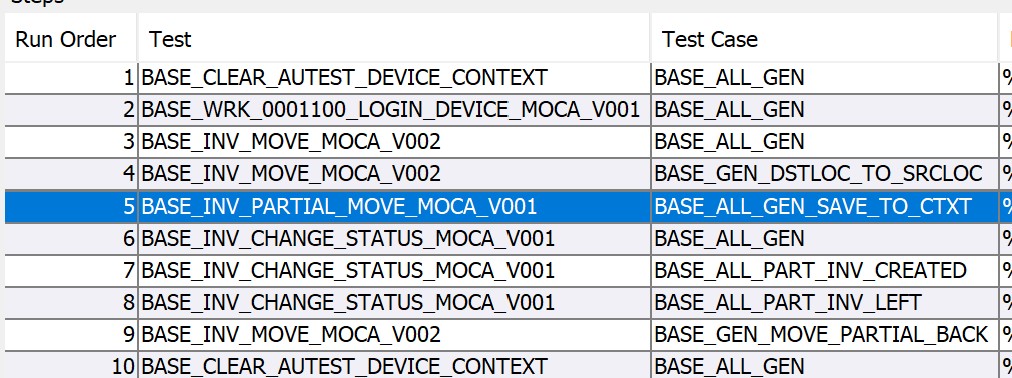 Steps
Run Order Test Test Case
1 BASE_CLEAR_AUTEST_DEVICE_CONTEXT BASE_ALL_GEN %
2 BASE_WRK_0001100_LOGIN_DEVICE_MOCA_V001 BASE_ALL_GEN %
3 BASE_INV_MOVE_MOCA_V002 BASE_ALL_GEN %
4 BASE_INV_MOVE_MOCA_V002 BASE_GEN_DSTLOC_TO_SRCLOC %
5 BASE_INV_PARTIAL_MOVE_MOCA_V001 BASE_ALL_GEN_SAVE_TO_CTXT %
6 BASE_INV_CHANGE_STATUS_MOCA_V001 BASE_ALL_GEN %
7 BASE_INV_CHANGE_STATUS_MOCA_V001 BASE_ALL_PART_INV_CREATED %
8 BASE_INV_CHANGE_STATUS_MOCA_V001 BASE_ALL_PART_INV_LEFT %
9 BASE_INV_MOVE_MOCA_V002 BASE_GEN_MOVE_PARTIAL_BACK %
10 BASE_CLEAR_AUTEST_DEVICE_CONTEXT BASE_ALL_GEN %